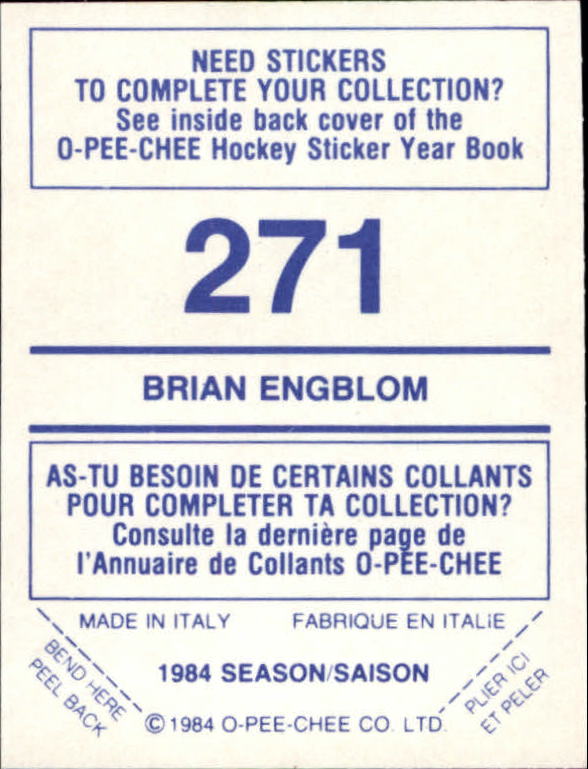 NEED STICKERS
TO COMPLETE YOUR COLLECTION?
See inside back cover of the
O-PEE-CHEE Hockey Sticker Year Book
271
BRIAN ENGBLOM
AS-TU BESOIN DE CERTAINS COLLANTS
POUR COMPLETER TA COLLECTION?
Consulte la dernière page de
l'Annuaire de Collants O-PEE-CHEE
MADE IN ITALY FABRIQUE EN ITALIE
BEND HERE
PEEL BACK
1984 SEASON/SAISON
PLIER ICI
ET PELER
© 1984 O-PEE-CHEE CO. LTD.